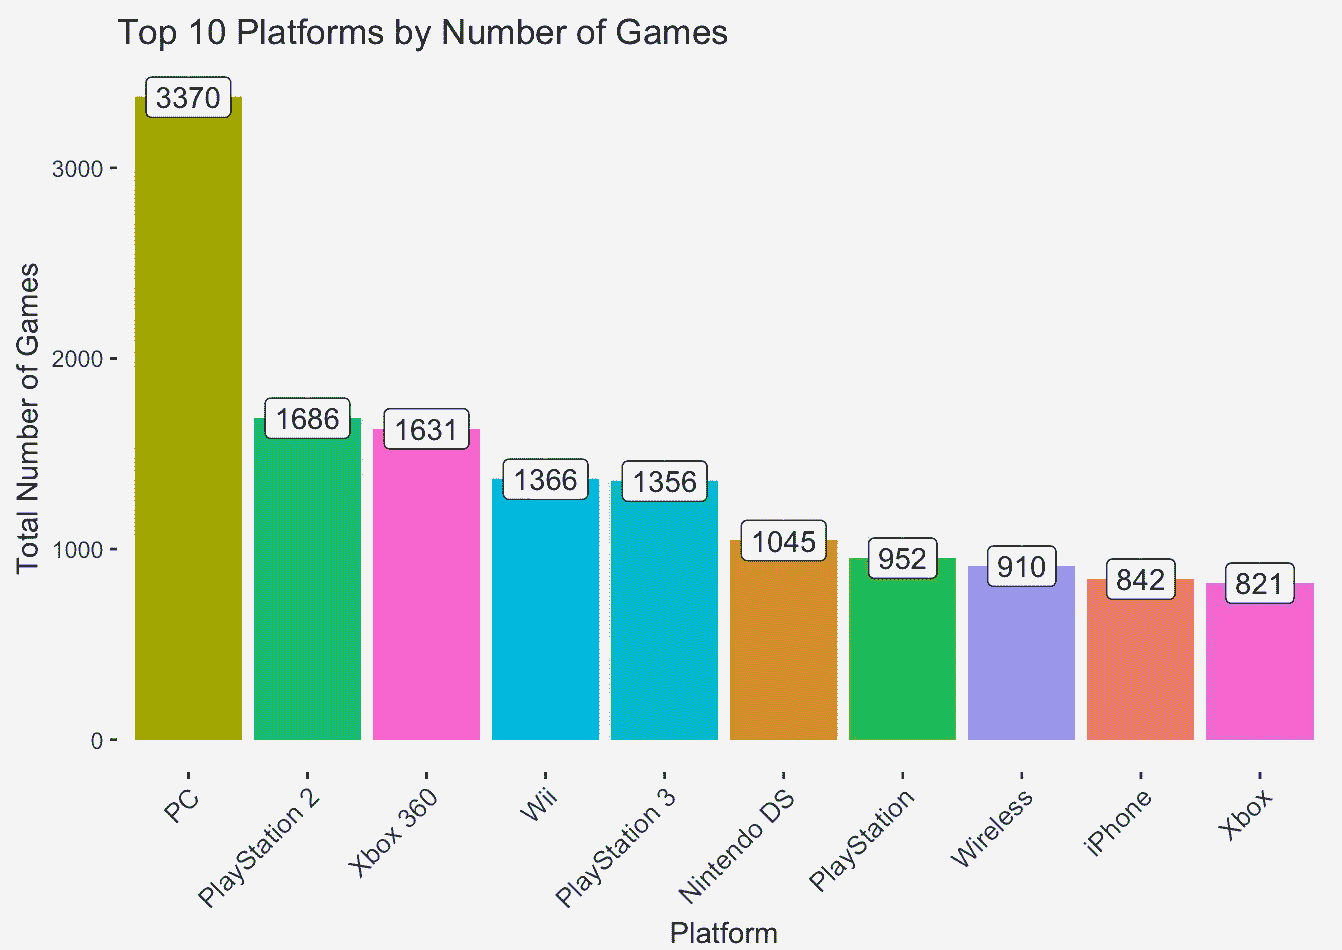 Top 10 Platforms by Number of Games
Total Number of Games
3000
2000
1000
0
3370
1686
1631
1366
1356
1045
952
910
842
821
PC
PlayStation 2
Xbox 360
Wii
PlayStation 3
Nintendo DS
PlayStation
Wireless
iPhone
Xbox
Platform